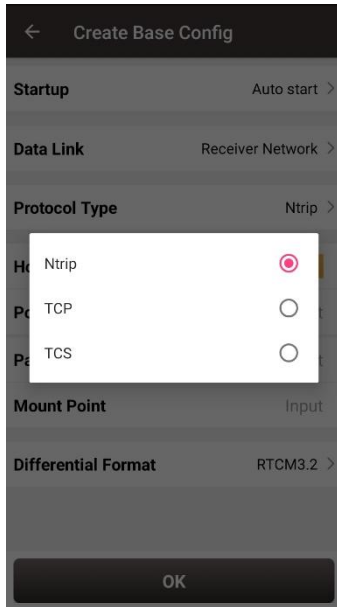 Create Base Config
Startup Auto start
Data Link Receiver Network
Protocol Type Ntrip
Ntrip
TCP
TCS
Mount Point Input
Differential Format RTCM3.2
OK